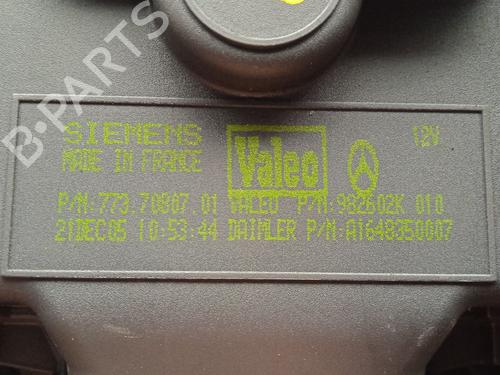 B-PARTS
SIEMENS Valeo 12V
MADE IN FRANCE
P/N:773.70807.01 VALEO P/N:982602K 010
21DEC05 10:53:44 DAIMLER P/N:A1648350007